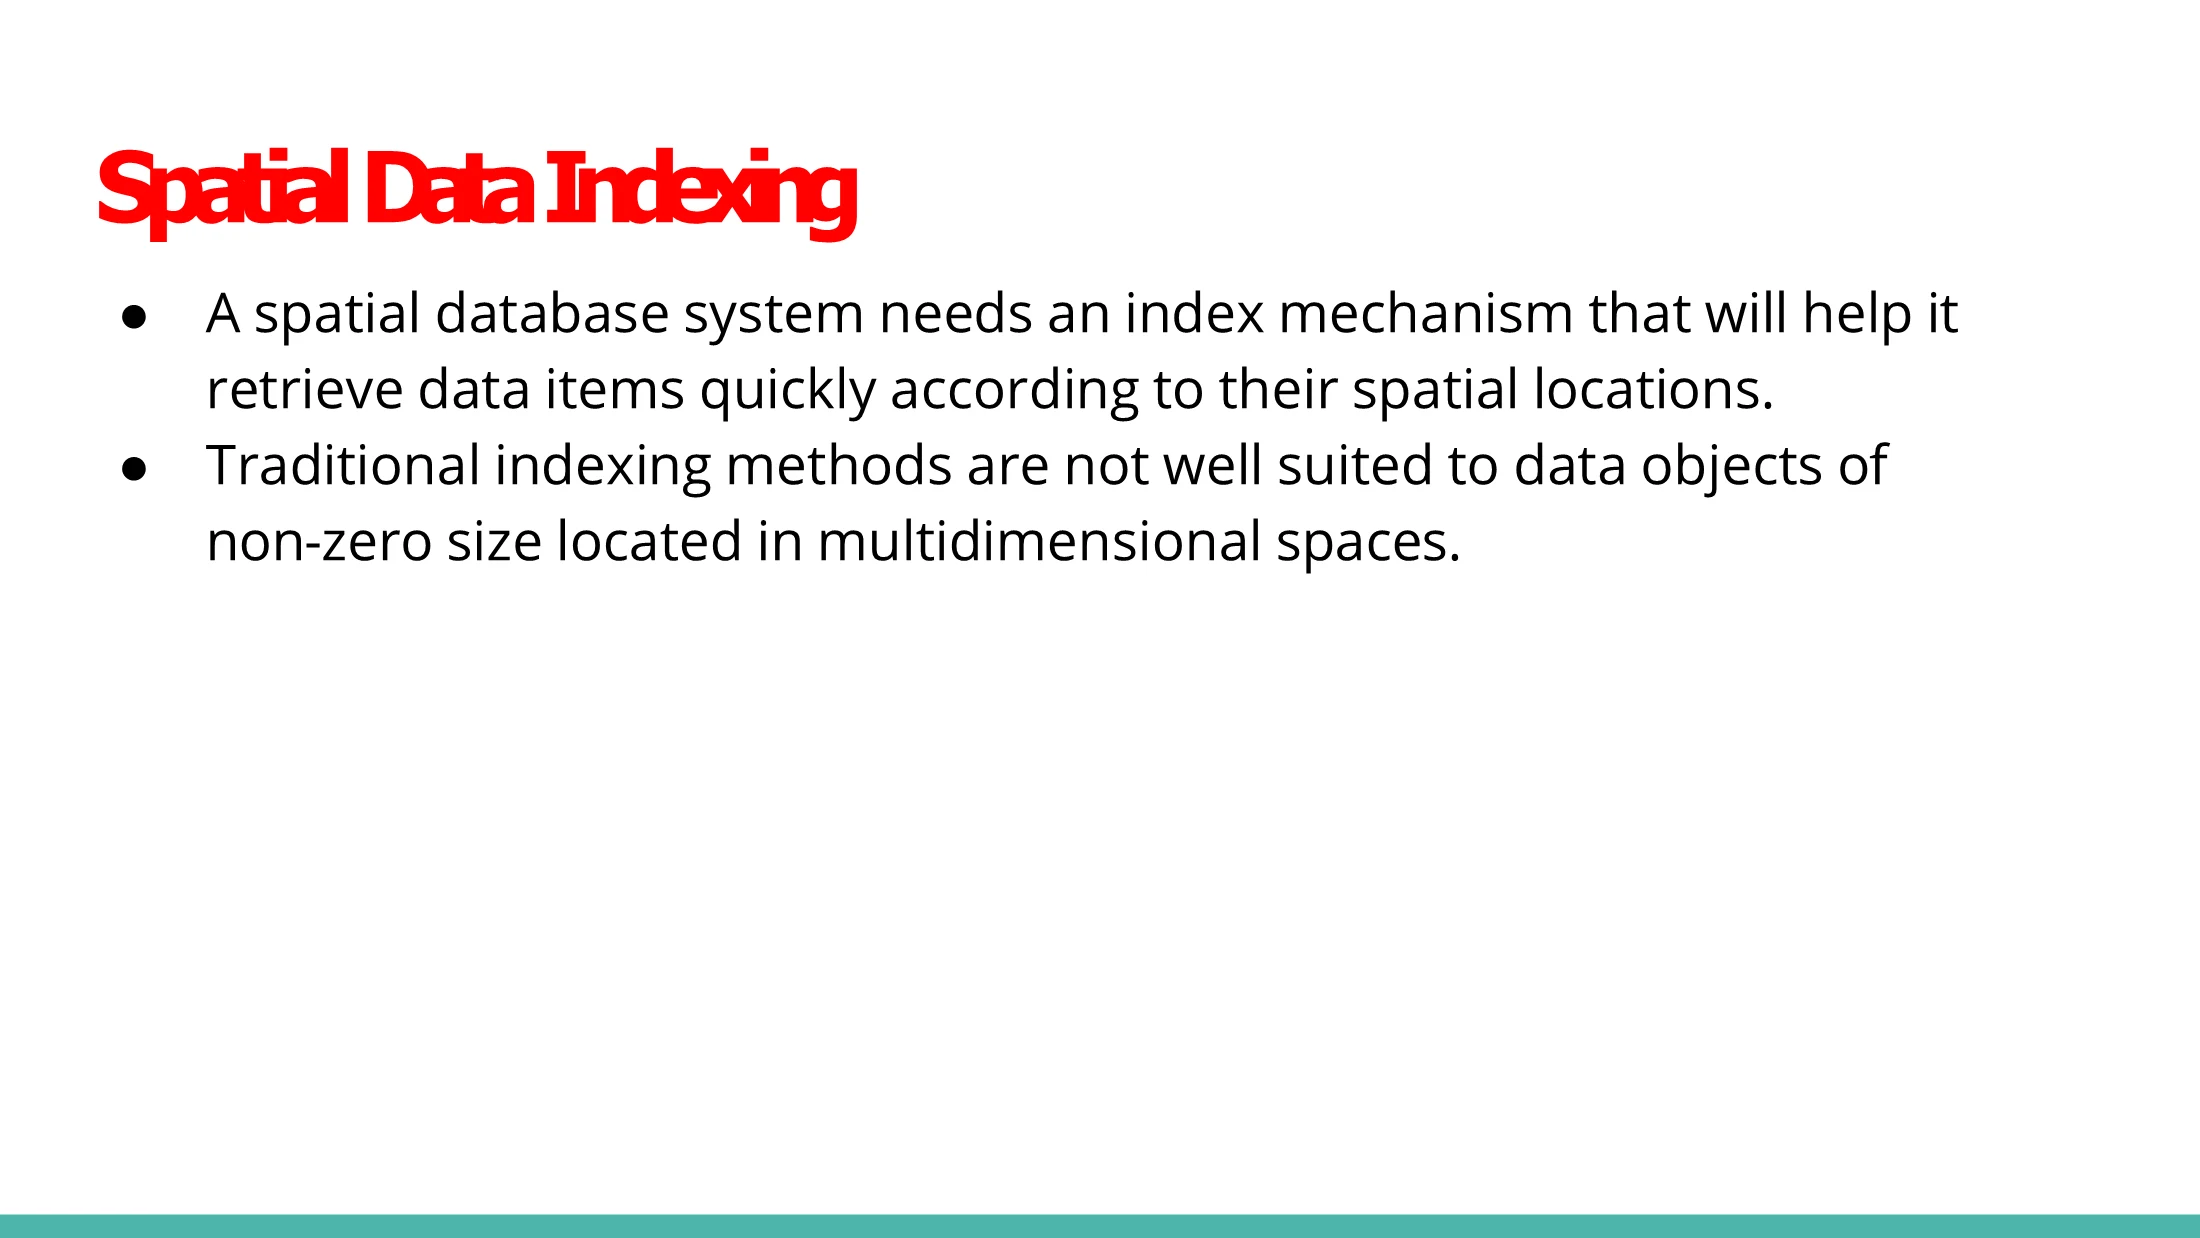 Spatial Data Indexing
● A spatial database system needs an index mechanism that will help it
retrieve data items quickly according to their spatial locations.
● Traditional indexing methods are not well suited to data objects of
non-zero size located in multidimensional spaces.